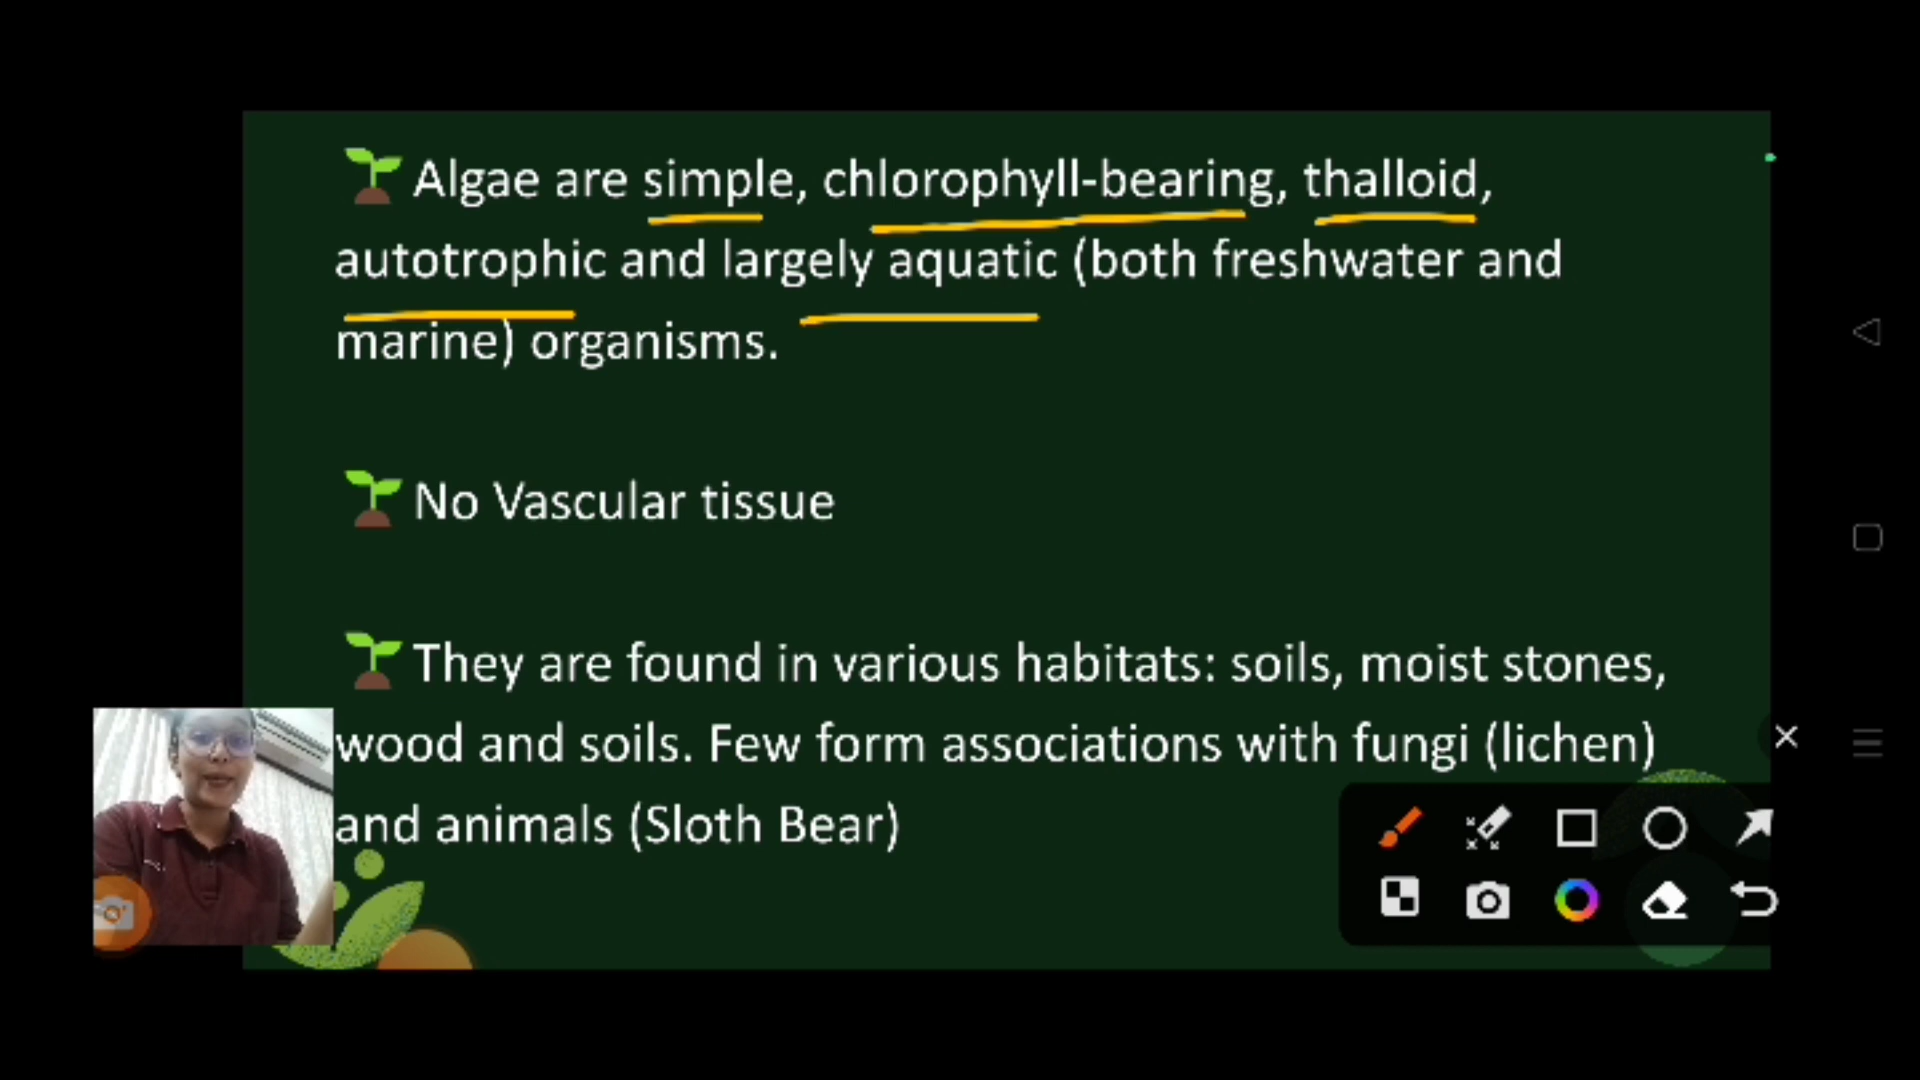 Algae are simple, chlorophyll-bearing, thalloid,
autotrophic and largely aquatic (both freshwater and
marine) organisms.
No Vascular tissue
They are found in various habitats: soils, moist stones,
wood and soils. Few form associations with fungi (lichen)
and animals (Sloth Bear)